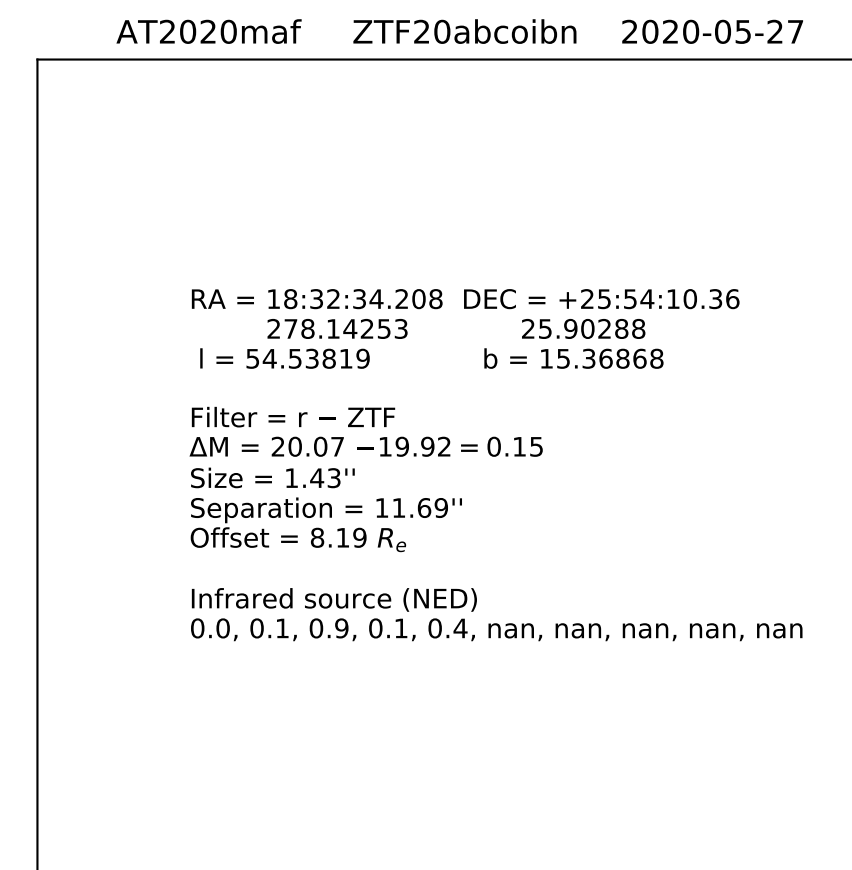 AT2020maf ZTF20abcoibn 2020-05-27
RA = 18:32:34.208 DEC = +25:54:10.36
278.14253 25.90288
l = 54.53819 b = 15.36868
Filter = r − ZTF
ΔM = 20.07 −19.92 = 0.15
Size = 1.43''
Separation = 11.69''
Offset = 8.19 Re
Infrared source (NED)
0.0, 0.1, 0.9, 0.1, 0.4, nan, nan, nan, nan, nan